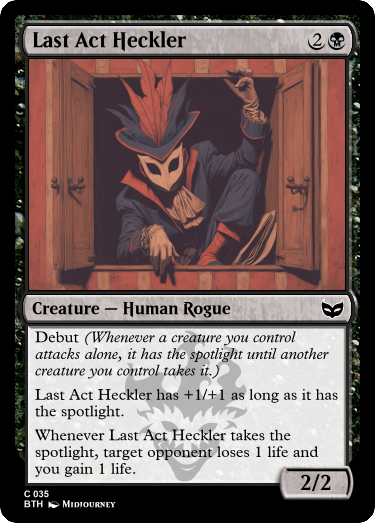 Last Act Heckler 2
Creature — Human Rogue
Debut (Whenever a creature you control
attacks alone, it has the spotlight until another
creature you control takes it.)
Last Act Heckler has +1/+1 as long as it has
the spotlight.
Whenever Last Act Heckler takes the
spotlight, target opponent loses 1 life and
you gain 1 life.
2/2
C 035
BTH Midjourney